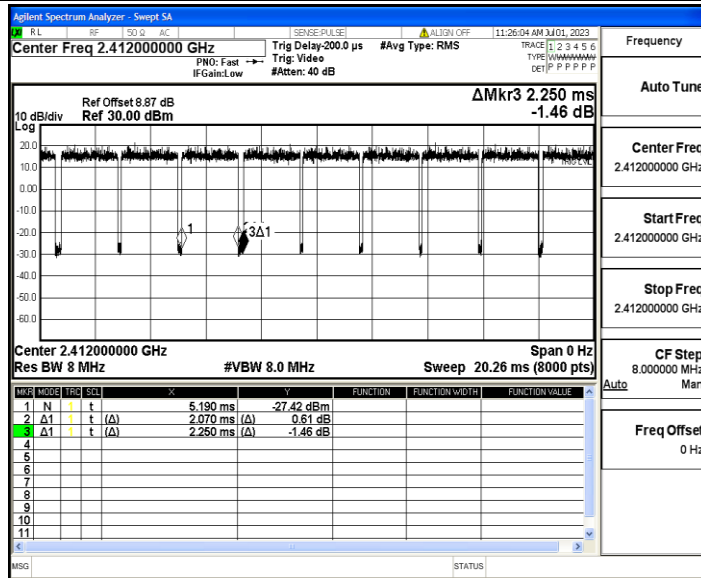 Agilent Spectrum Analyzer - Swept SA
RL RF 50 Ω AC SENSE:PULSE ALIGN OFF 11:26:04 AM Jul 01, 2023
Center Freq 2.412000000 GHz
PNO: Fast
IFGain:Low
Trig Delay-200.0 µs
Trig: Video
#Atten: 40 dB
#Avg Type: RMS
TRACE 1 2 3 4 5 6
TYPE WWWWWW
DET P P P P P P
Ref Offset 8.87 dB
10 dB/div Ref 30.00 dBm
Log
ΔMkr3 2.250 ms
-1.46 dB
20.0
10.0
0.00
-10.0
-20.0
-30.0
-40.0
-50.0
-60.0
TRIG LVL
1
3Δ1
Center 2.412000000 GHz Span 0 Hz
Res BW 8 MHz #VBW 8.0 MHz Sweep 20.26 ms (8000 pts)
MKR MODE TRC SCL X Y FUNCTION FUNCTION WIDTH FUNCTION VALUE
1 N 1 t 5.190 ms -27.42 dBm
2 Δ1 1 t (Δ) 2.070 ms (Δ) 0.61 dB
3 Δ1 1 t (Δ) 2.250 ms (Δ) -1.46 dB
4
5
6
7
8
9
10
11
MSG STATUS
Frequency
Auto Tune
Center Freq
2.412000000 GHz
Start Freq
2.412000000 GHz
Stop Freq
2.412000000 GHz
CF Step
8.000000 MHz
Auto Man
Freq Offset
0 Hz